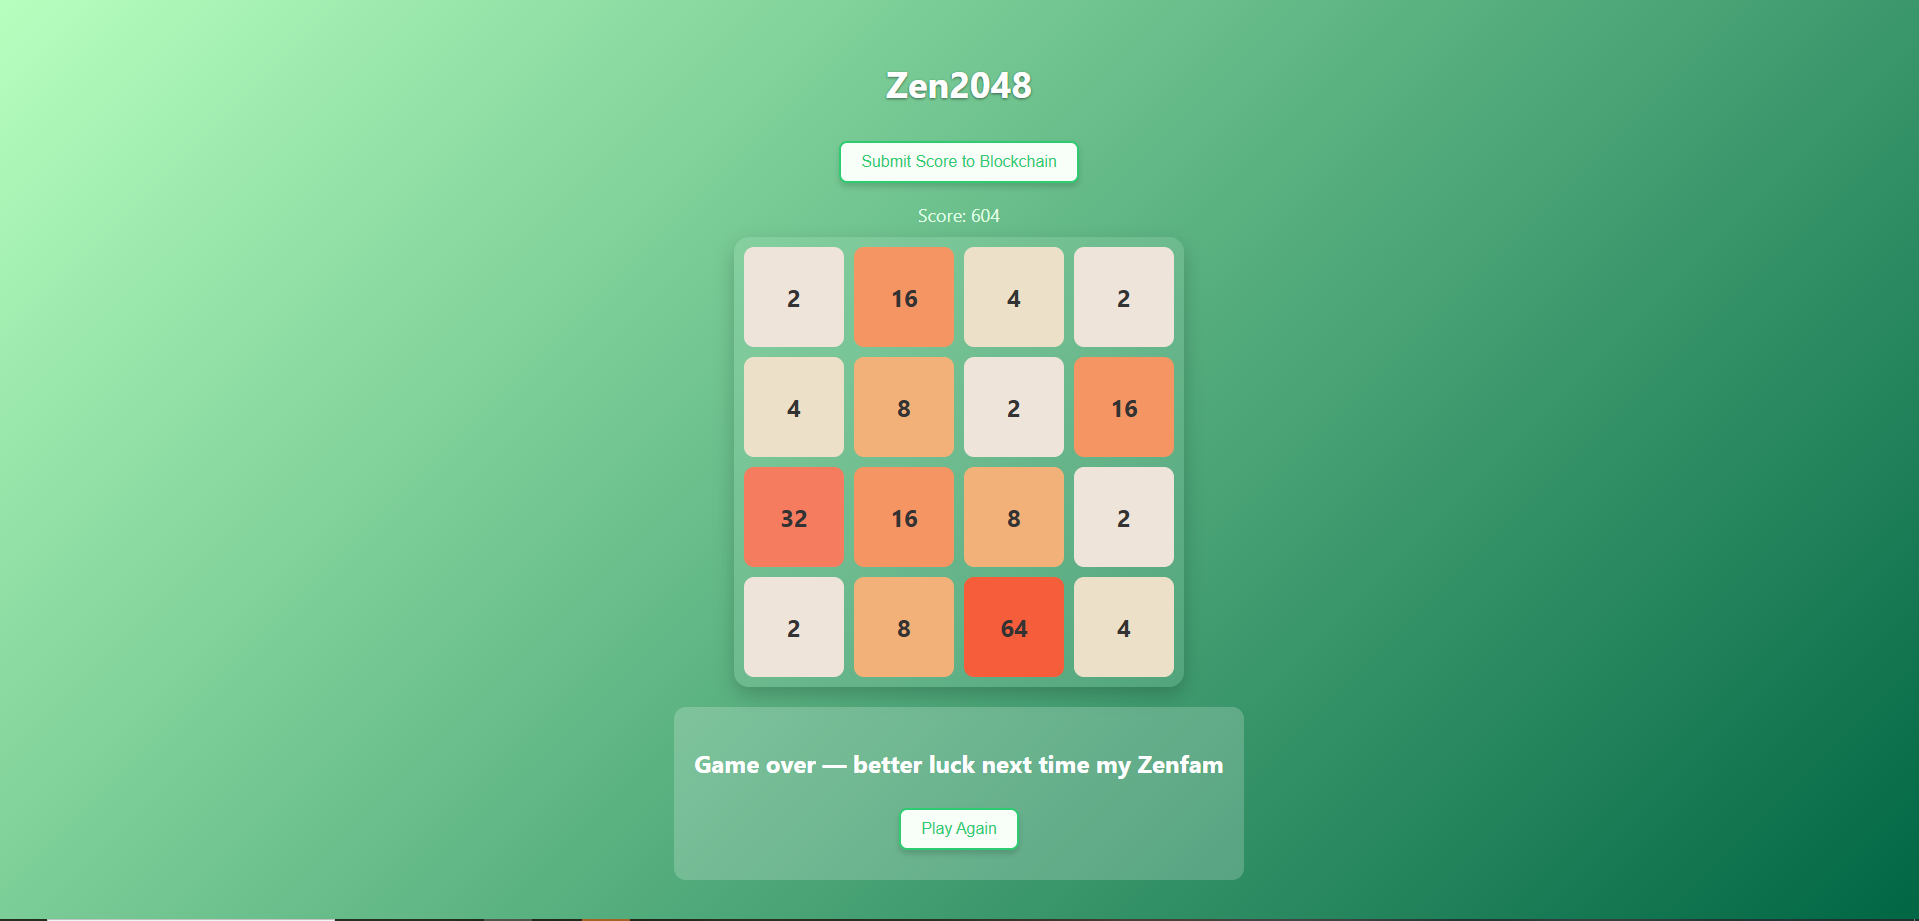 Zen2048
Submit Score to Blockchain
Score: 604
2 16 4 2
4 8 2 16
32 16 8 2
2 8 64 4
Game over — better luck next time my Zenfam
Play Again